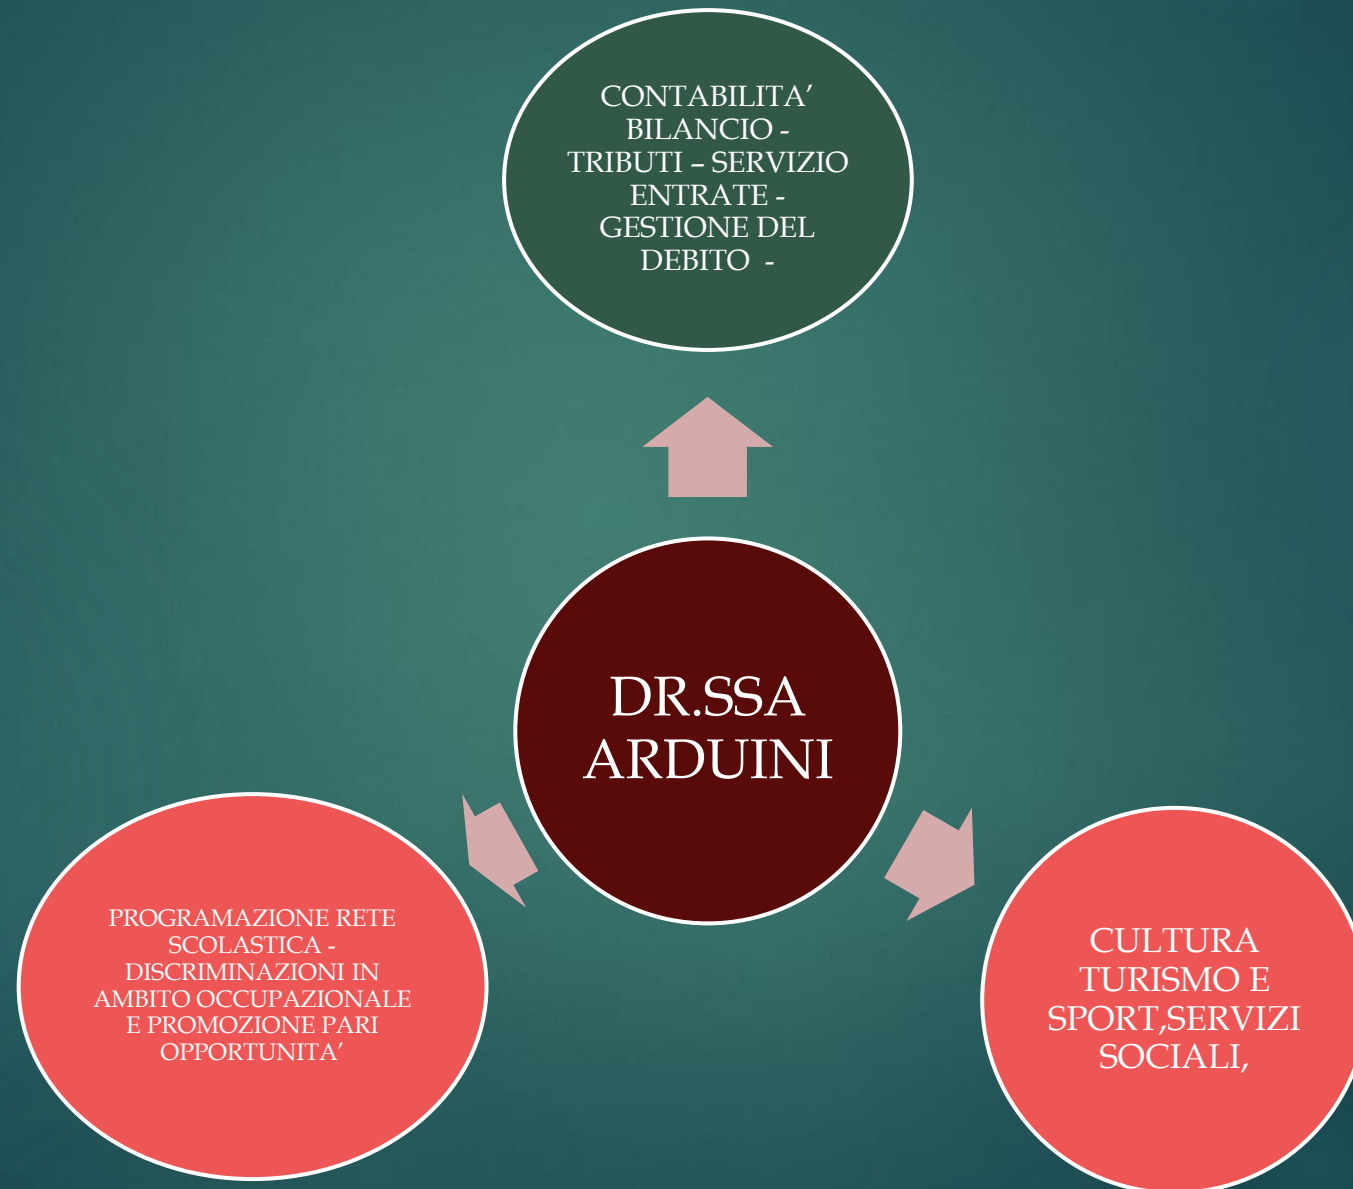 CONTABILITA’
BILANCIO -
TRIBUTI – SERVIZIO
ENTRATE -
GESTIONE DEL
DEBITO -
DR.SSA
ARDUINI
PROGRAMAZIONE RETE
SCOLASTICA -
DISCRIMINAZIONI IN
AMBITO OCCUPAZIONALE
E PROMOZIONE PARI
OPPORTUNITA’
CULTURA
TURISMO E
SPORT,SERVIZI
SOCIALI,